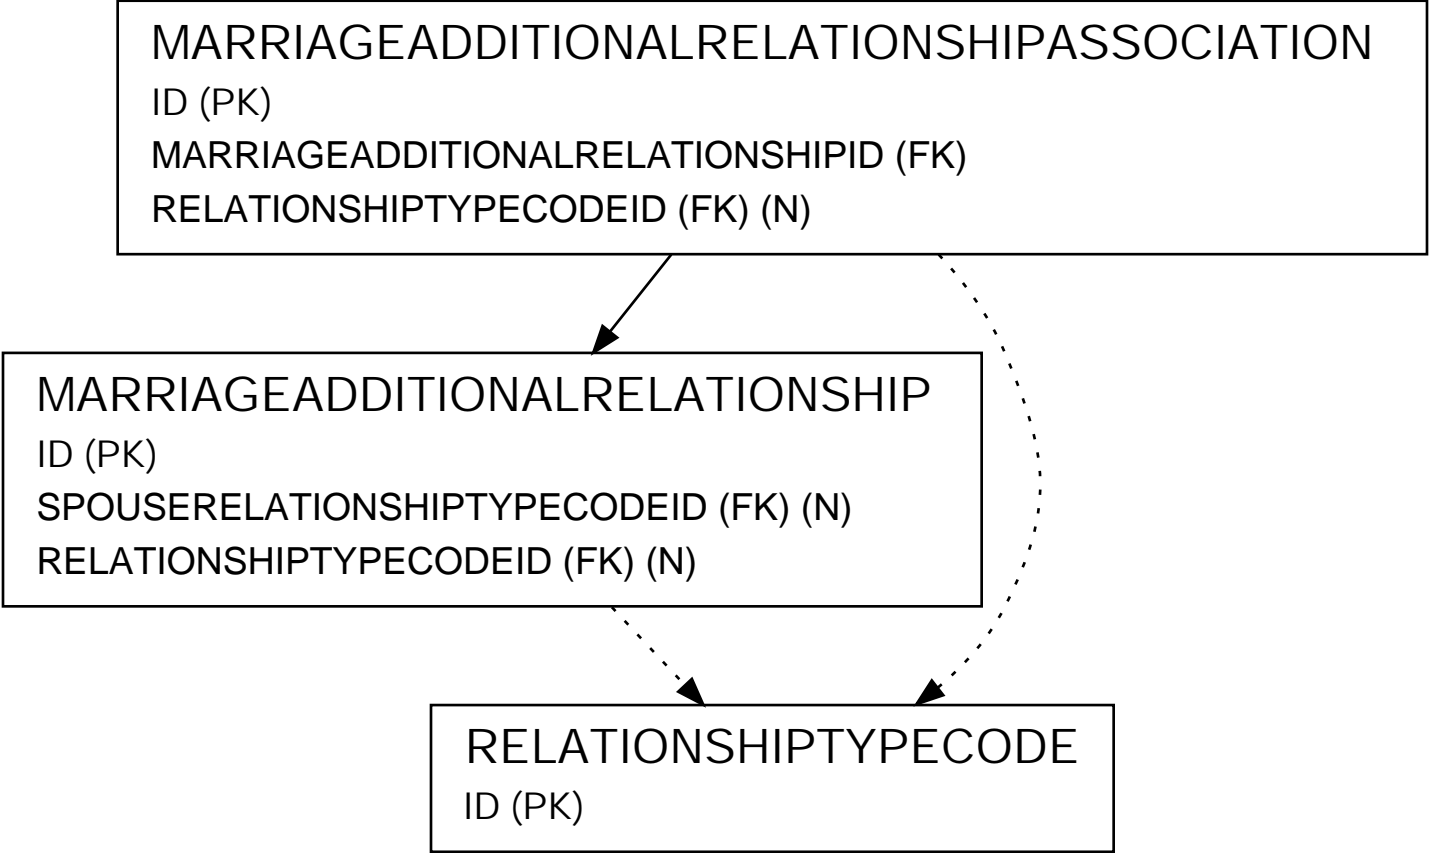 MARRIAGEADDITIONALRELATIONSHIPASSOCIATION
ID (PK)
MARRIAGEADDITIONALRELATIONSHIPID (FK)
RELATIONSHIPTYPECODEID (FK) (N)
MARRIAGEADDITIONALRELATIONSHIP
ID (PK)
SPOUSERELATIONSHIPTYPECODEID (FK) (N)
RELATIONSHIPTYPECODEID (FK) (N)
RELATIONSHIPTYPECODE
ID (PK)